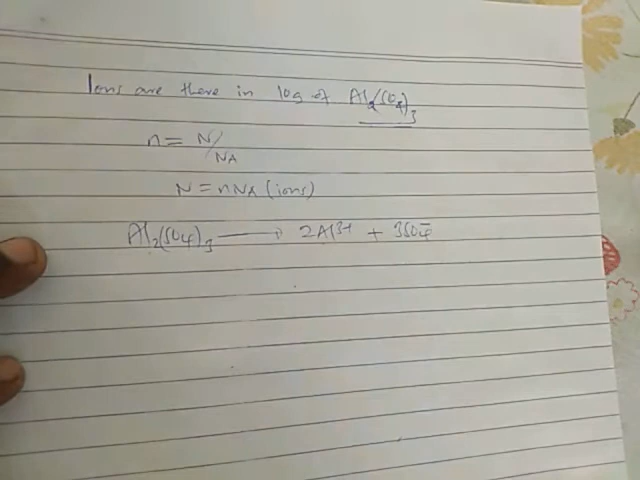 Ions are there in 10g of Al2(SO4)3
n = N/NA
N = nNA (ions)
Al2(SO4)3 → 2Al3+ + 3SO4-